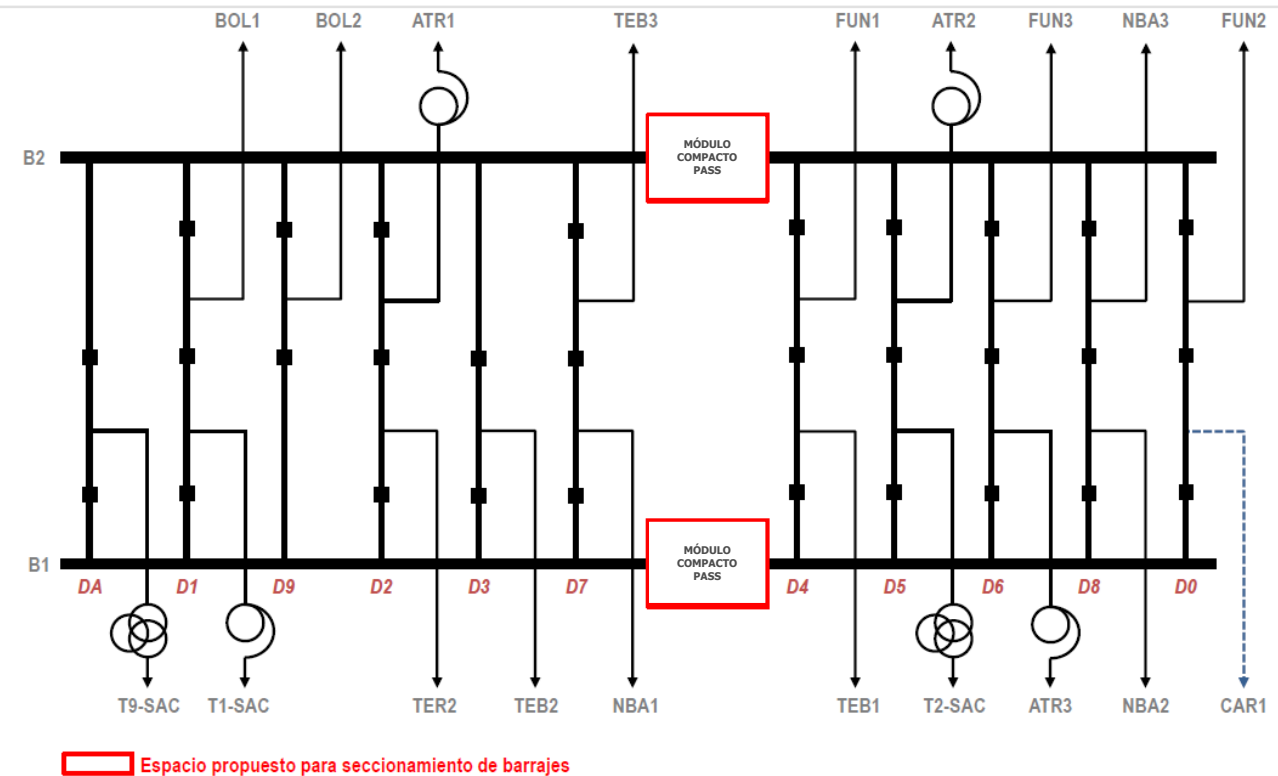 BOL1 BOL2 ATR1 TEB3 FUN1 ATR2 FUN3 NBA3 FUN2
B2
MÓDULO
COMPACTO
PASS
B1
MÓDULO
COMPACTO
PASS
DA D1 D9 D2 D3 D7 D4 D5 D6 D8 D0
T9-SAC T1-SAC TER2 TEB2 NBA1 TEB1 T2-SAC ATR3 NBA2 CAR1
Espacio propuesto para seccionamiento de barrajes